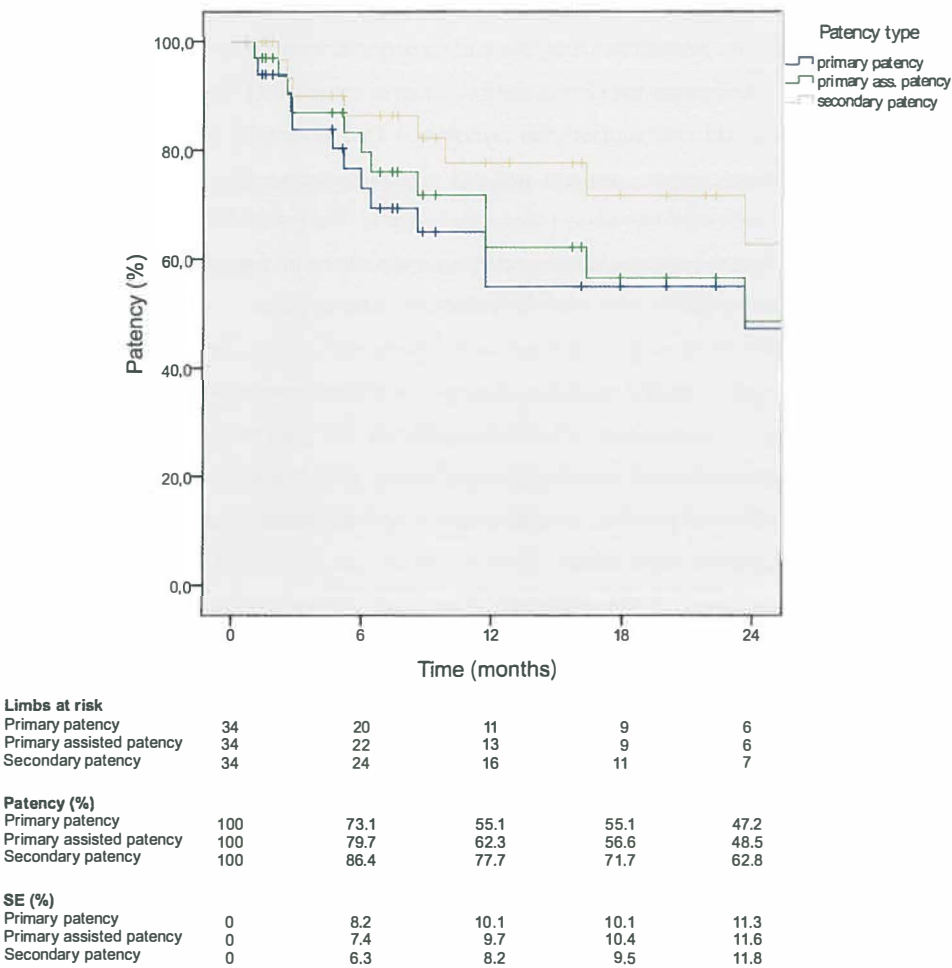 Patency type
primary patency
primary ass. patency
secondary patency
100,0
80,0
60,0
40,0
20,0
0,0
Patency (%)
0 6 12 18 24
Time (months)
Limbs at risk
Primary patency 34 20 11 9 6
Primary assisted patency 34 22 13 9 6
Secondary patency 34 24 16 11 7
Patency (%)
Primary patency 100 73.1 55.1 55.1 47.2
Primary assisted patency 100 79.7 62.3 56.6 48.5
Secondary patency 100 86.4 77.7 71.7 62.8
SE (%)
Primary patency 0 8.2 10.1 10.1 11.3
Primary assisted patency 0 7.4 9.7 10.4 11.6
Secondary patency 0 6.3 8.2 9.5 11.8